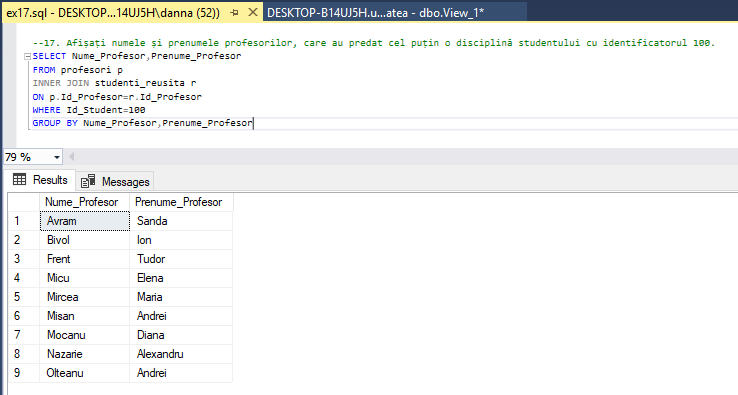 ex17.sql - DESKTOP...14UJ5H\danna (52)) DESKTOP-B14UJ5H.u...atea - dbo.View_1*
--17. Afișați numele și prenumele profesorilor, care au predat cel puțin o disciplină studentului cu identificatorul 100.
SELECT Nume_Profesor,Prenume_Profesor
FROM profesori p
INNER JOIN studenti_reusita r
ON p.Id_Profesor=r.Id_Profesor
WHERE Id_Student=100
GROUP BY Nume_Profesor,Prenume_Profesor
79 %
Results Messages
Nume_Profesor Prenume_Profesor
1 Avram Sanda
2 Bivol Ion
3 Frent Tudor
4 Micu Elena
5 Mircea Maria
6 Misan Andrei
7 Mocanu Diana
8 Nazarie Alexandru
9 Olteanu Andrei